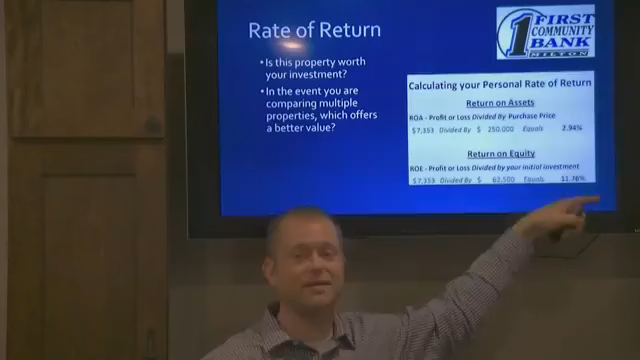 Rate of Return
• Is this property worth
your investment?
• In the event you are
comparing multiple
properties, which offers
a better value?
1 FIRST
COMMUNITY
BANK
MILTON
Calculating your Personal Rate of Return
Return on Assets
ROA - Profit or Loss Divided By Purchase Price
$7,353 Divided By $ 250,000 Equals 2.94%
Return on Equity
ROE - Profit or Loss Divided by your initial investment
$7,353 Divided By $ 62,500 Equals 11.76%